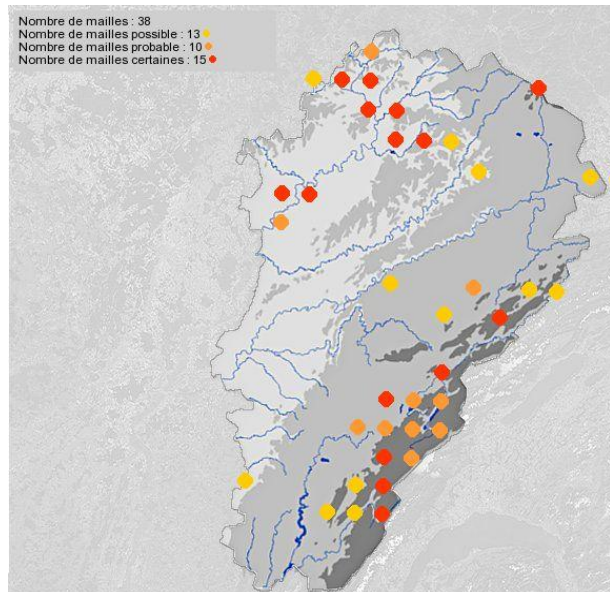 Nombre de mailles : 38
Nombre de mailles possible : 13
Nombre de mailles probable : 10
Nombre de mailles certaines : 15